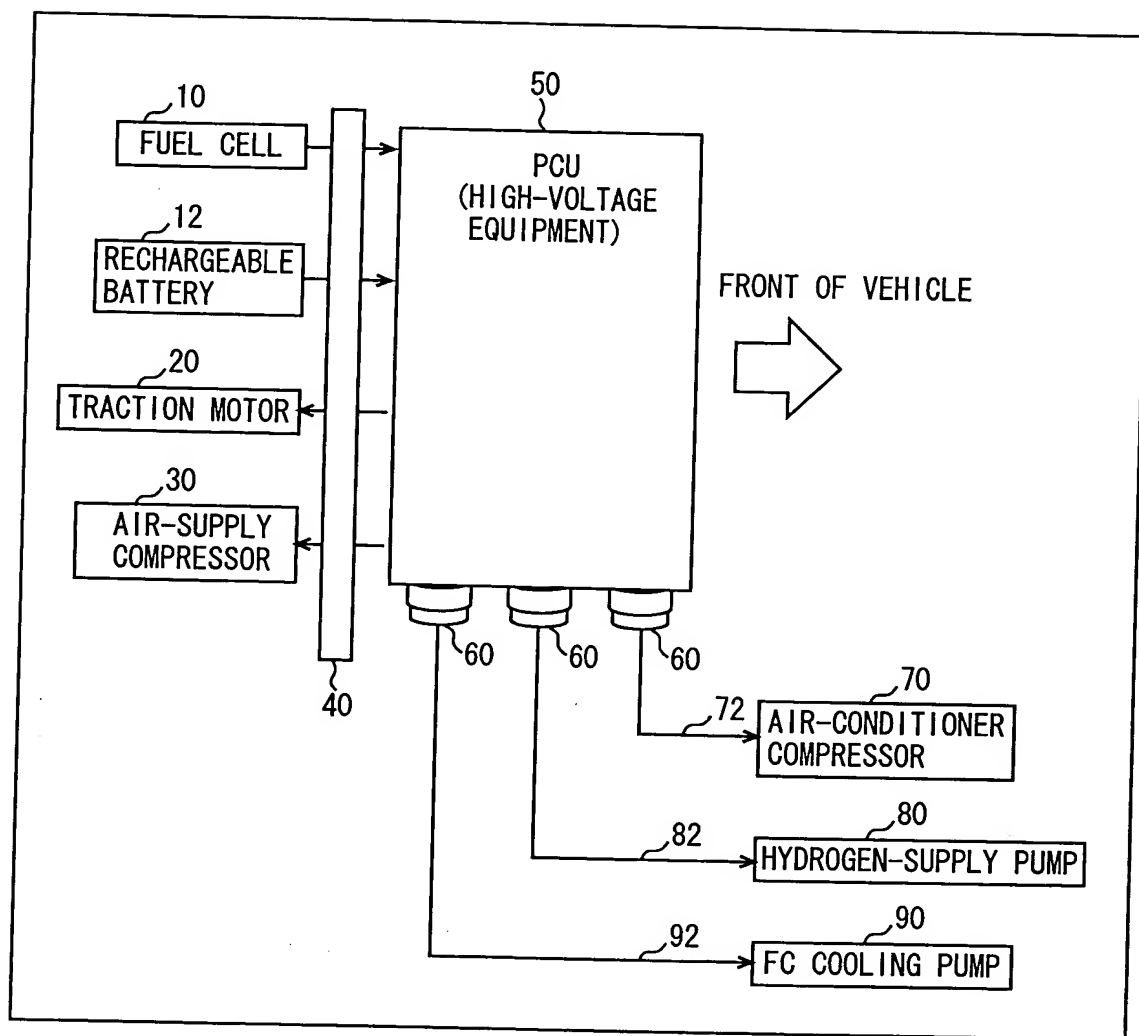 50
10
FUEL CELL
PCU
(HIGH-VOLTAGE
EQUIPMENT)
12
RECHARGEABLE
BATTERY
FRONT OF VEHICLE
20
TRACTION MOTOR
30
AIR-SUPPLY
COMPRESSOR
60
60
60
40
70
72
AIR-CONDITIONER
COMPRESSOR
80
82
HYDROGEN-SUPPLY PUMP
90
92
FC COOLING PUMP